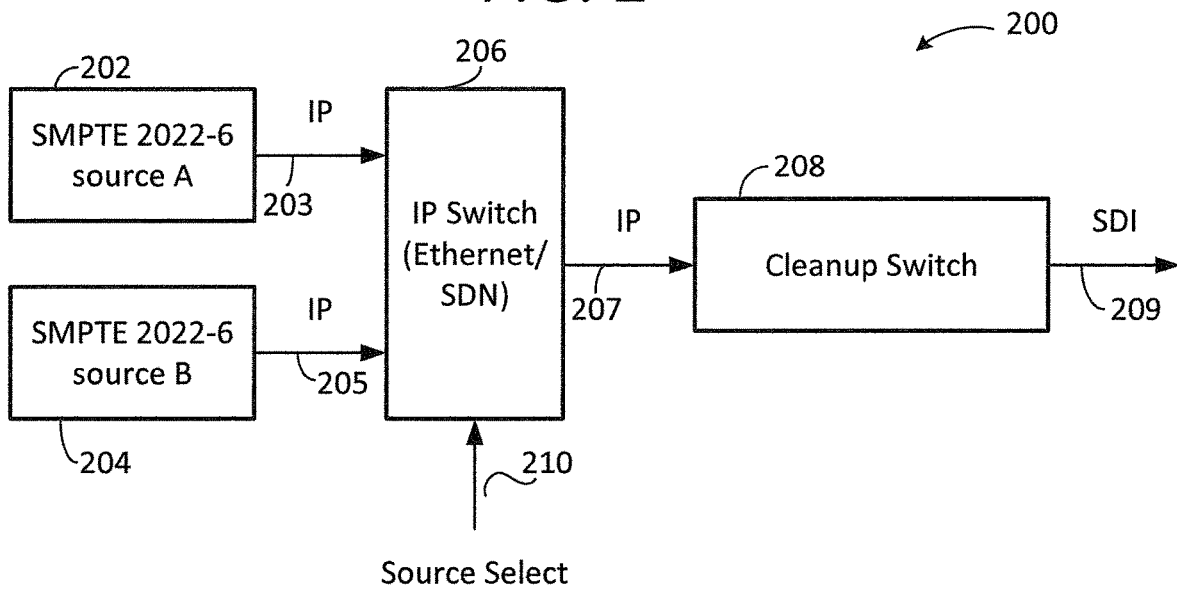 200
202
SMPTE 2022-6
source A
IP
203
206
IP Switch
(Ethernet/
SDN)
IP
207
208
Cleanup Switch
SDI
209
SMPTE 2022-6
source B
IP
205
204
210
Source Select